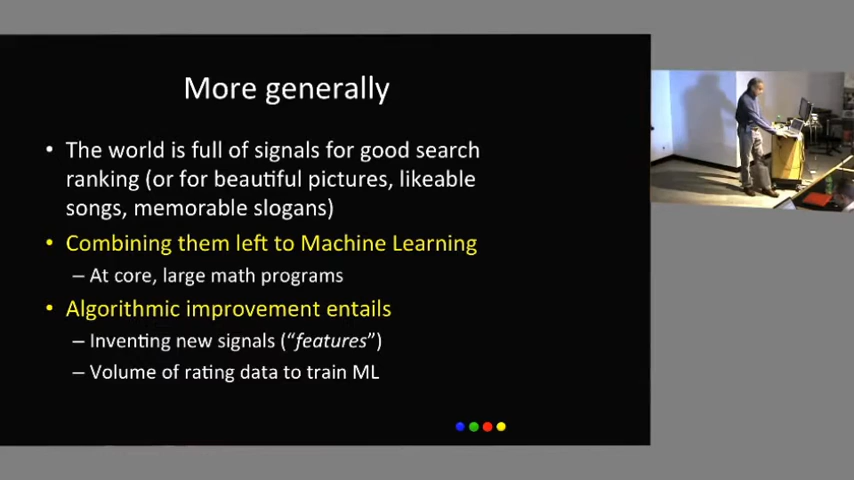 More generally
• The world is full of signals for good search
ranking (or for beautiful pictures, likeable
songs, memorable slogans)
• Combining them left to Machine Learning
– At core, large math programs
• Algorithmic improvement entails
– Inventing new signals (“features”)
– Volume of rating data to train ML